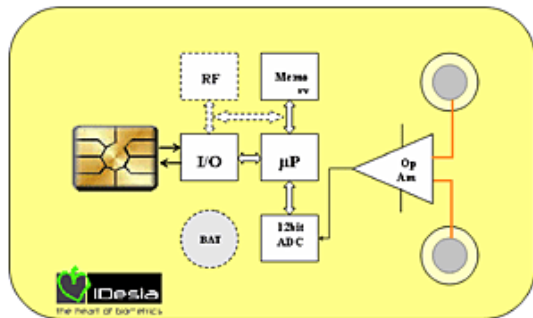 RF
Memo
ry
I/O
µP
Op
Am
BAT
12bit
ADC
IDesia
the heart of biometrics